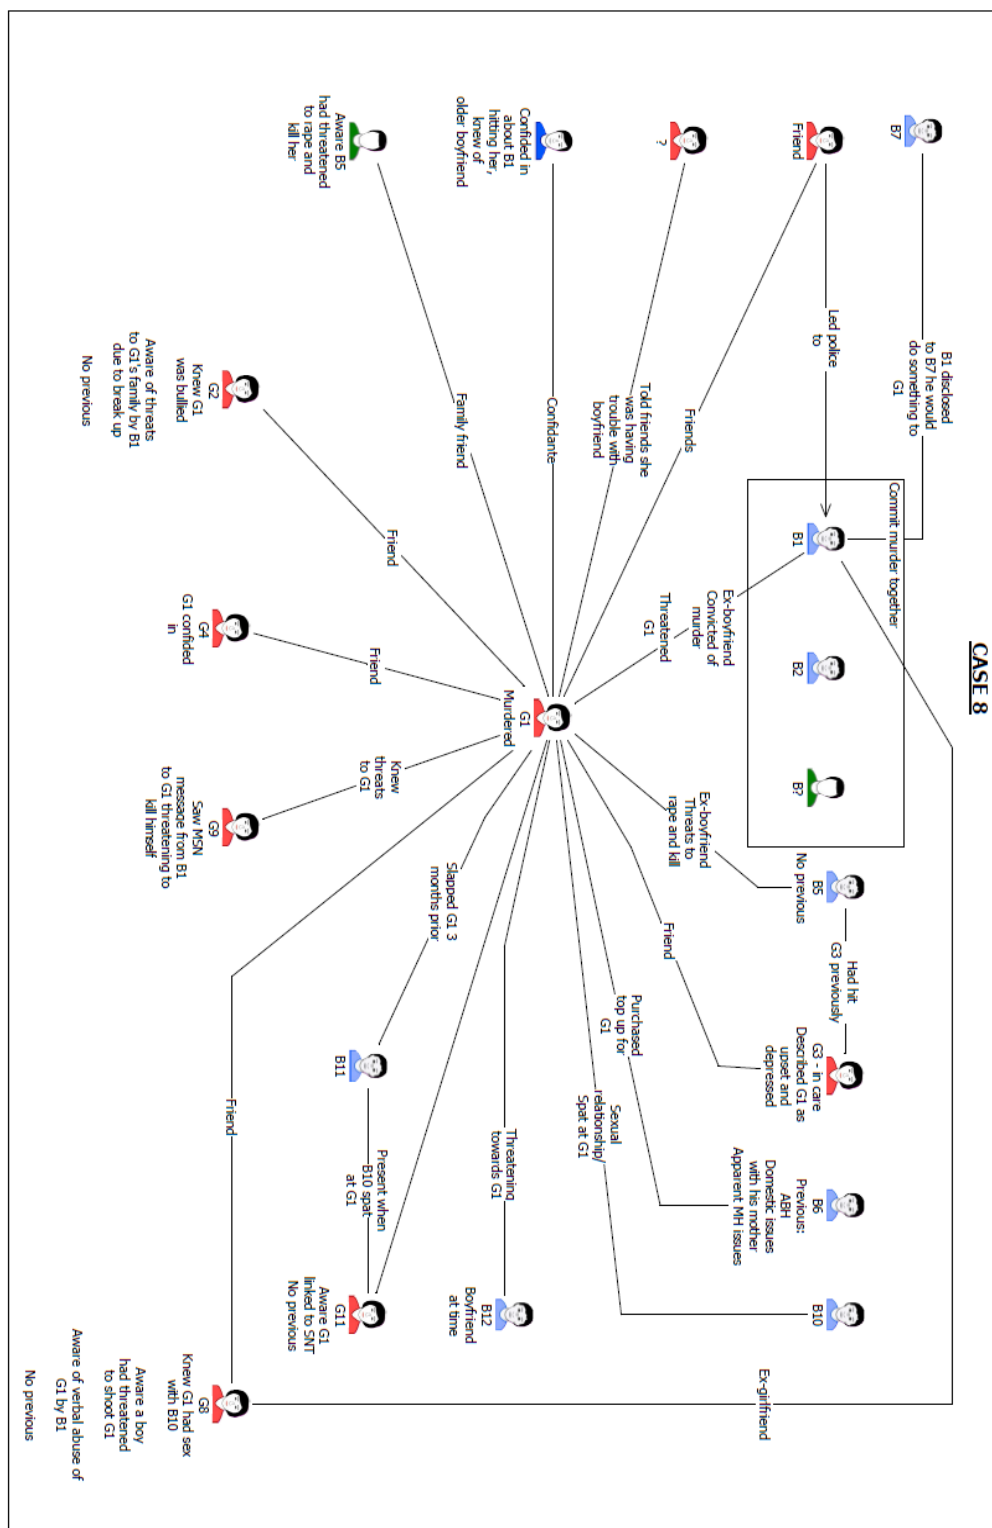 CASE 8
B7
B1 disclosed
to B7 he would
do something to
G1
Friend
Led police
to
Commit murder together
B1
B2
B?
B5
No previous
Had hit
G3 previously
G3 - in care
Described G1 as
upset and
depressed
B6
Previous:
ABH
Domestic issues
with his mother
Apparent MH issues
B10
Ex-girlfriend
?
Told friends she
was having
trouble with
boyfriend
Friends
Ex-boyfriend
Convicted of
murder
Threatened
G1
Ex-boyfriend
Threats to
rape and kill
Friend
Purchased
top up for
G1
Sexual
relationship/
Spat at G1
Confided in
about B1
hitting her,
knew of
older boyfriend
Confidante
G1
Murdered
Threatening
towards G1
B12
Boyfriend
at time
Aware B5
had threatened
to rape and
kill her
Family friend
Slapped G1 3
months prior
B11
Present when
B10 spat
at G1
G11
Aware G1
linked to SNT
No previous
G2
Knew G1
was bullied
Aware of threats
to G1's family by B1
due to break up
No previous
Friend
G4
G1 confided
in
Friend
Knew
threats
to G1
G9
Saw MSN
message from B1
to G1 threatening to
kill himself
Friend
G8
Knew G1 had sex
with B10
Aware a boy
had threatened
to shoot G1
Aware of verbal abuse of
G1 by B1
No previous